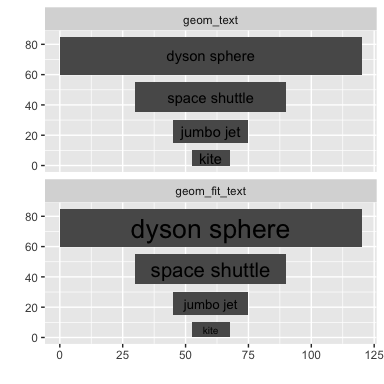 geom_text
80
dyson sphere
60
space shuttle
40
20
jumbo jet
kite
0
geom_fit_text
80
dyson sphere
60
space shuttle
40
20
jumbo jet
kite
0
0 25 50 75 100 125